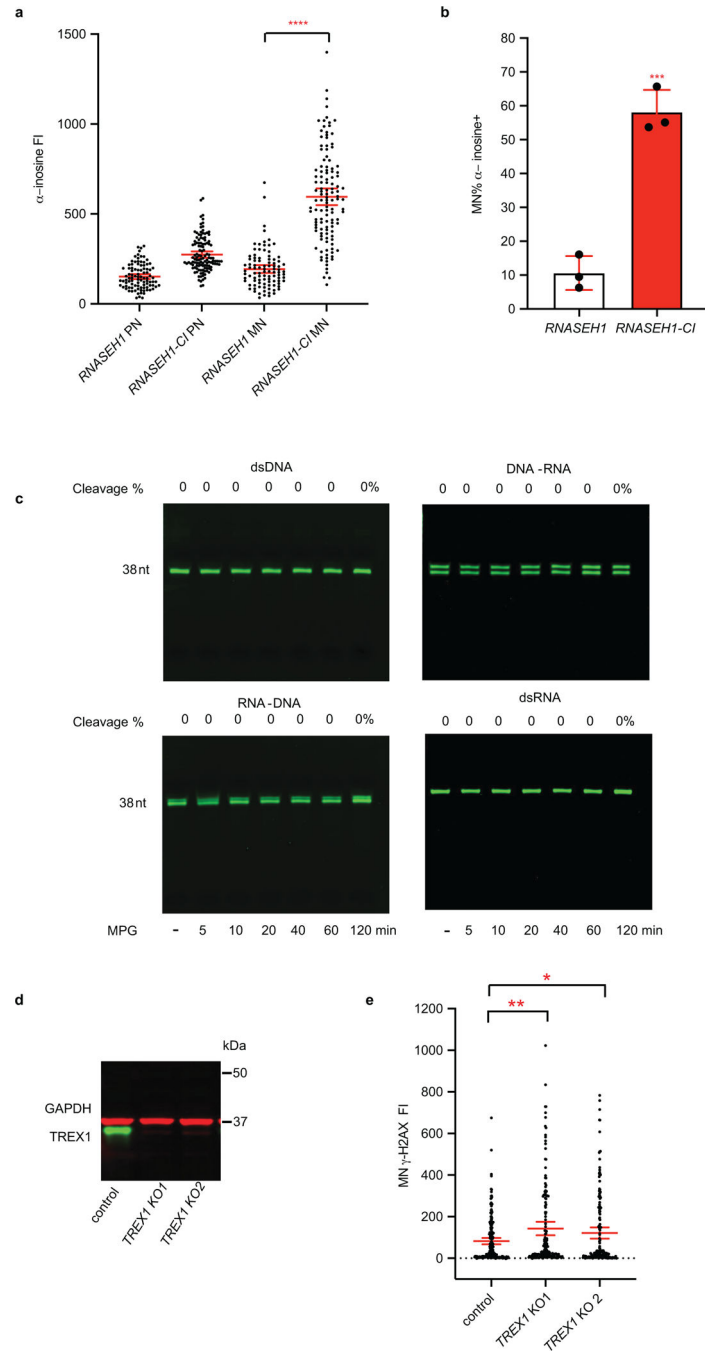 a
****
1500
1000
500
0
α-inosine FI
RNASEH1 PN
RNASEH1-CI PN
RNASEH1 MN
RNASEH1-CI MN
b
***
80
70
60
50
40
30
20
10
0
MN% α- inosine+
RNASEH1
RNASEH1-CI
c
dsDNA
Cleavage % 0 0 0 0 0 0 0%
38nt
DNA -RNA
0 0 0 0 0 0 0%
RNA -DNA
Cleavage % 0 0 0 0 0 0 0%
38nt
dsRNA
0 0 0 0 0 0 0%
MPG - 5 10 20 40 60 120 min
- 5 10 20 40 60 120 min
d
kDa
50
37
GAPDH
TREX1
control
TREX1 KO1
TREX1 KO2
e
*
**
1200
1000
800
600
400
200
0
MN γ-H2AX FI
control
TREX1 KO1
TREX1 KO 2